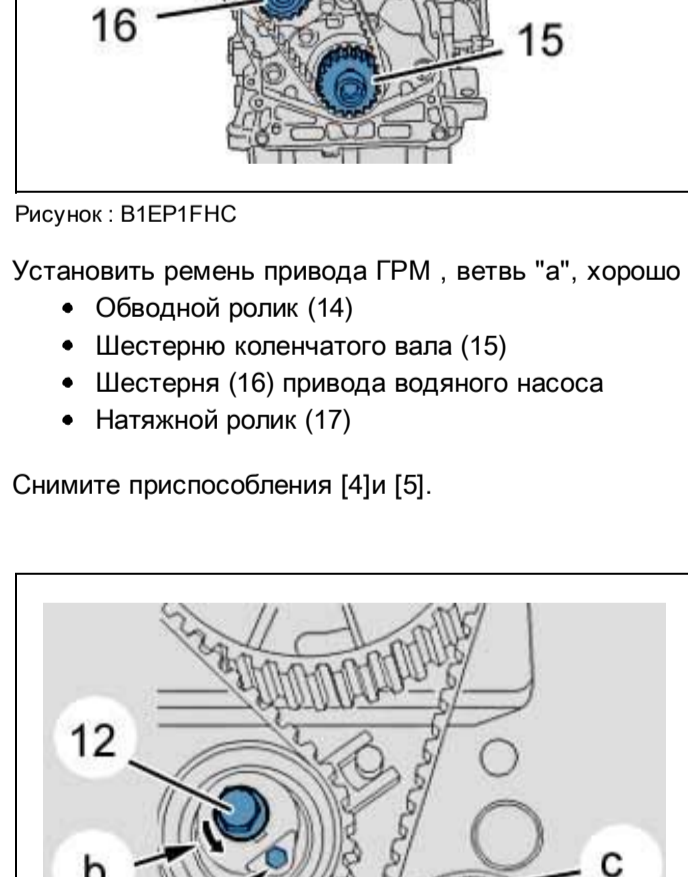 16
15
Рисунок : B1EP1FHC
Установить ремень привода ГРМ , ветвь "а", хорошо
Обводной ролик (14)
Шестерню коленчатого вала (15)
Шестерня (16) привода водяного насоса
Натяжной ролик (17)
Снимите приспособления [4]и [5].
12
b
c